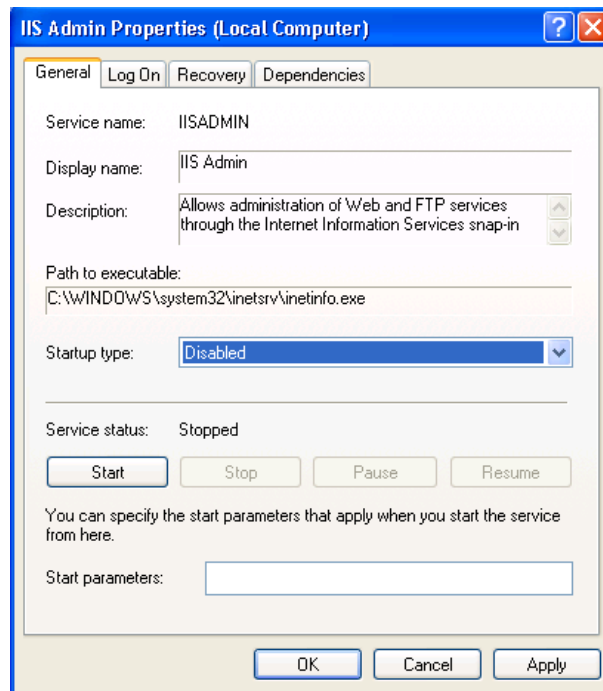 IIS Admin Properties (Local Computer)
General Log On Recovery Dependencies
Service name: IISADMIN
Display name: IIS Admin
Description: Allows administration of Web and FTP services
through the Internet Information Services snap-in
Path to executable:
C:\WINDOWS\system32\inetsrv\inetinfo.exe
Startup type: Disabled
Service status: Stopped
Start Stop Pause Resume
You can specify the start parameters that apply when you start the service
from here.
Start parameters:
OK Cancel Apply